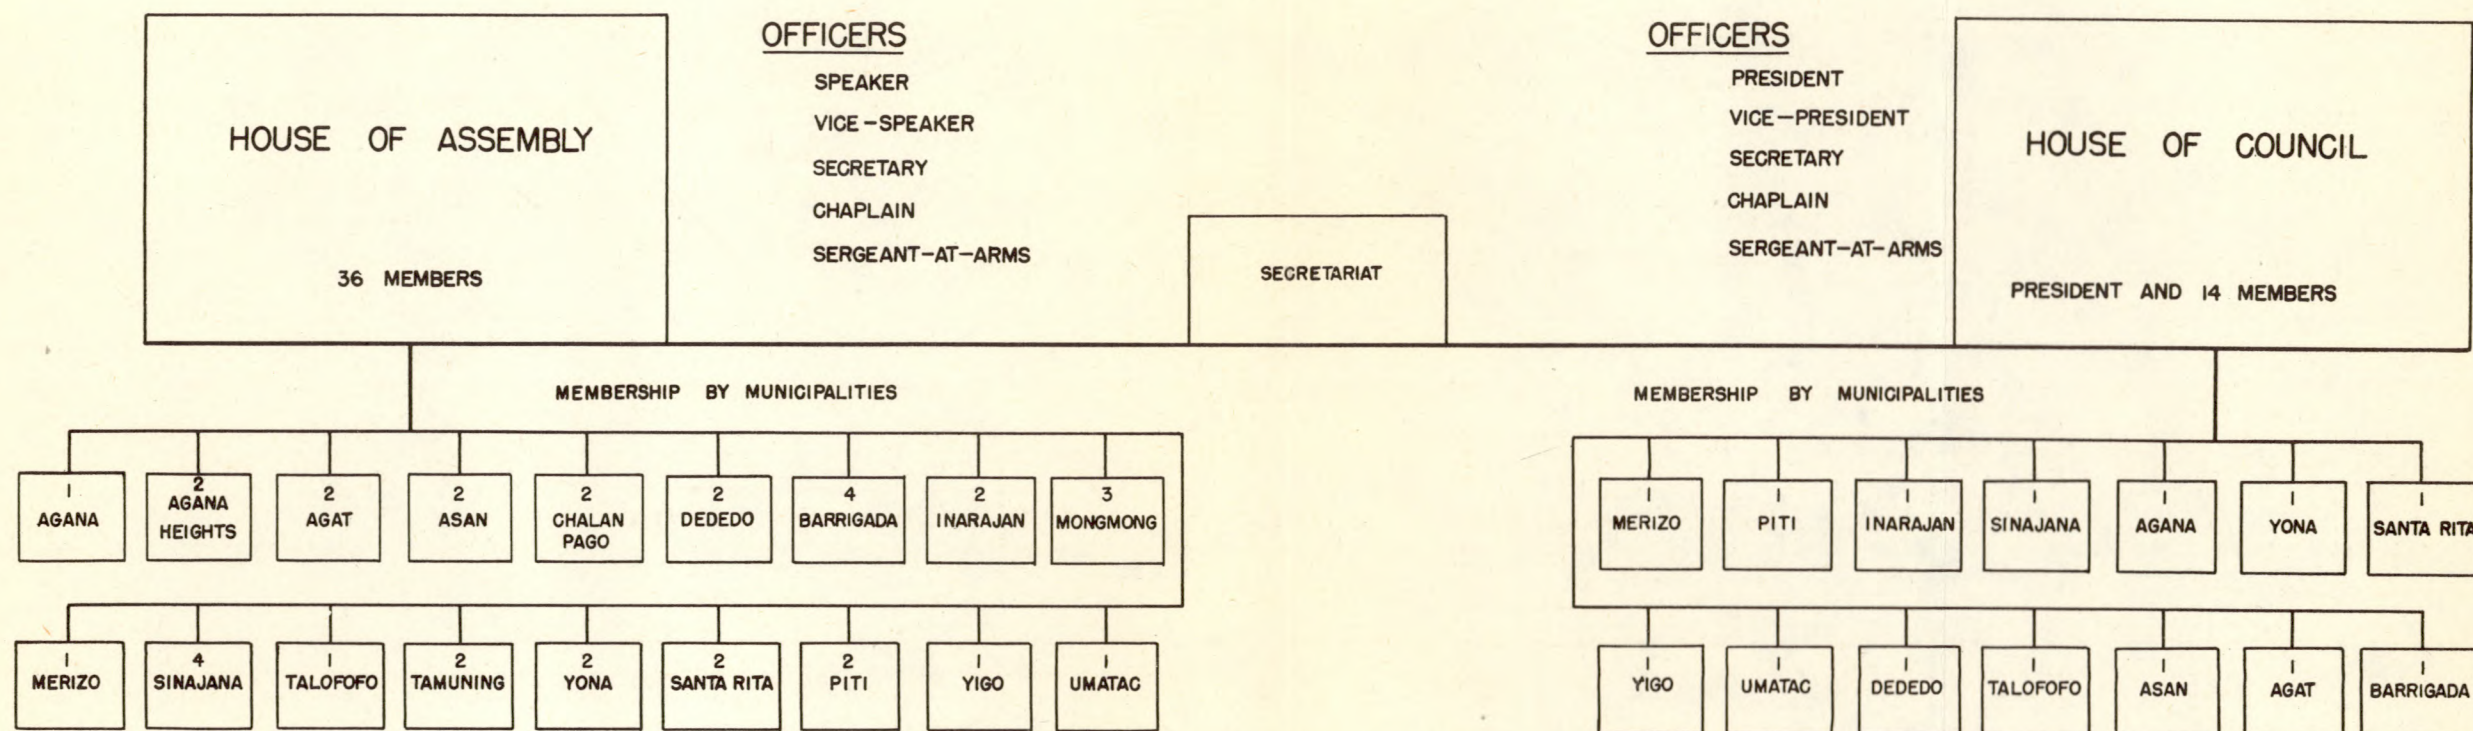 HOUSE OF ASSEMBLY
36 MEMBERS
OFFICERS
SPEAKER
VICE-SPEAKER
SECRETARY
CHAPLAIN
SERGEANT-AT-ARMS
SECRETARIAT
OFFICERS
PRESIDENT
VICE-PRESIDENT
SECRETARY
CHAPLAIN
SERGEANT-AT-ARMS
HOUSE OF COUNCIL
PRESIDENT AND 14 MEMBERS
MEMBERSHIP BY MUNICIPALITIES
1
AGANA
2
AGANA
HEIGHTS
2
AGAT
2
ASAN
2
CHALAN
PAGO
2
DEDEDO
4
BARRIGADA
2
INARAJAN
3
MONGMONG
1
MERIZO
4
SINAJANA
1
TALOFOFO
2
TAMUNING
2
YONA
2
SANTA RITA
2
PITI
1
YIGO
1
UMATAC
MEMBERSHIP BY MUNICIPALITIES
1
MERIZO
1
PITI
1
INARAJAN
1
SINAJANA
1
AGANA
1
YONA
1
SANTA RITA
1
YIGO
1
UMATAC
1
DEDEDO
1
TALOFOFO
1
ASAN
1
AGAT
1
BARRIGADA